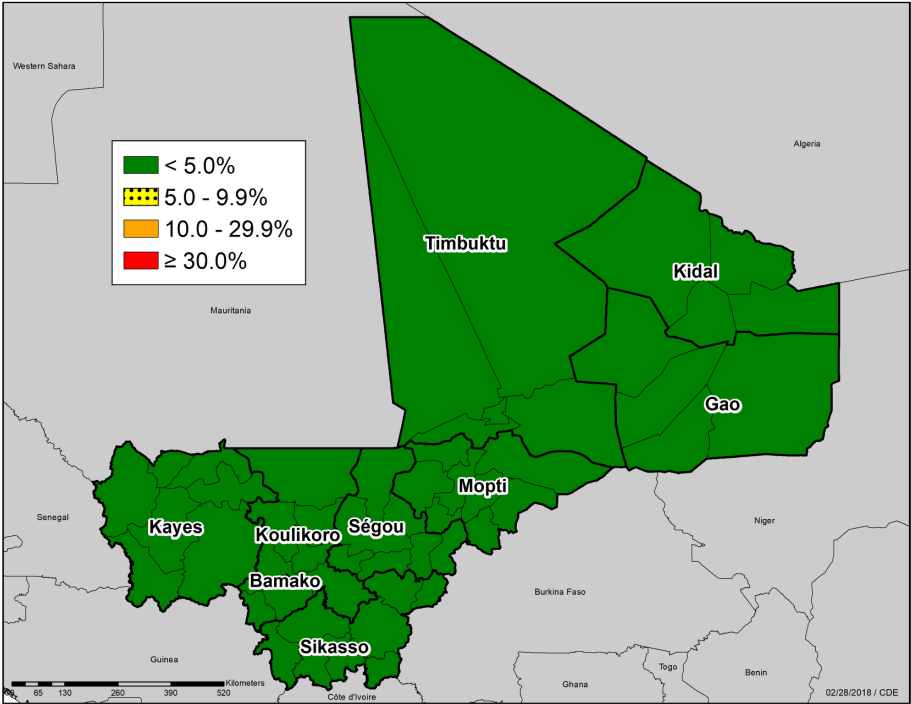 Western Sahara
Algeria
< 5.0%
5.0 - 9.9%
10.0 - 29.9%
≥ 30.0%
Timbuktu
Kidal
Mauritania
Gao
Mopti
Senegal
Kayes
Koulikoro
Ségou
Niger
Bamako
Burkina Faso
Sikasso
Guinea
Togo
Benin
Ghana
Kilometers
65 130 260 390 520
Côte d'Ivoire
02/28/2018 / CDE